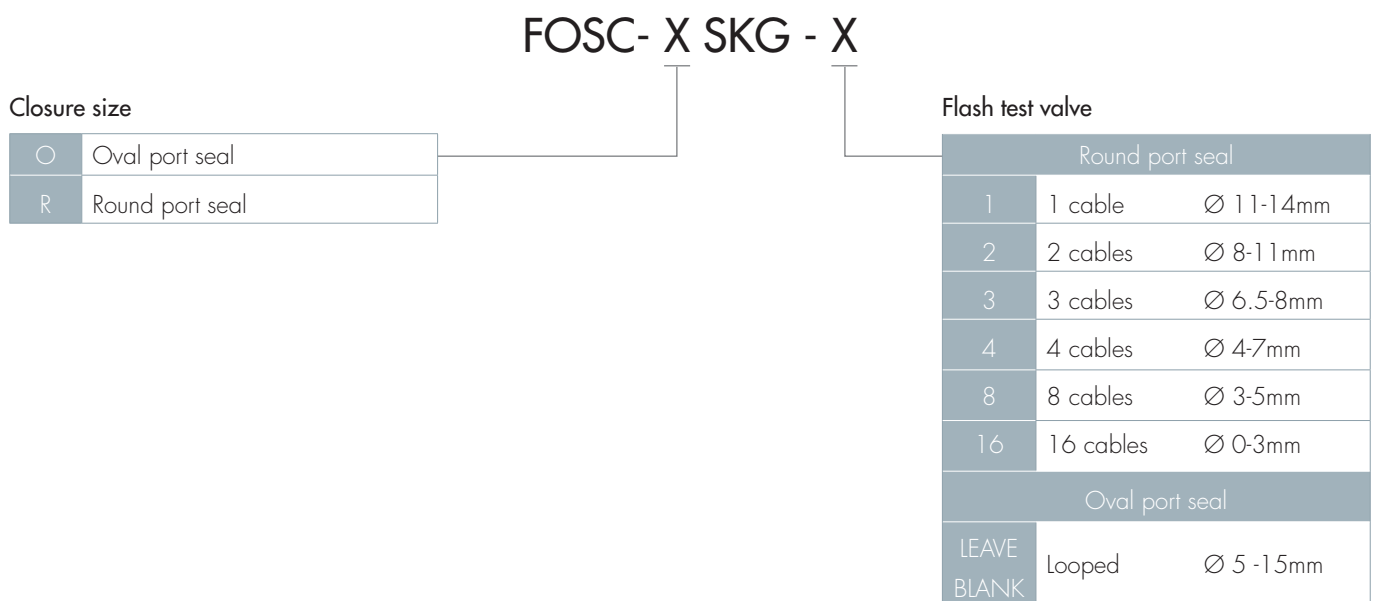 FOSC- X SKG - X
Closure size
O Oval port seal
R Round port seal
Flash test valve
Round port seal
1 1 cable Ø 11-14mm
2 2 cables Ø 8-11mm
3 3 cables Ø 6.5-8mm
4 4 cables Ø 4-7mm
8 8 cables Ø 3-5mm
16 16 cables Ø 0-3mm
Oval port seal
LEAVE
BLANK Looped Ø 5 -15mm